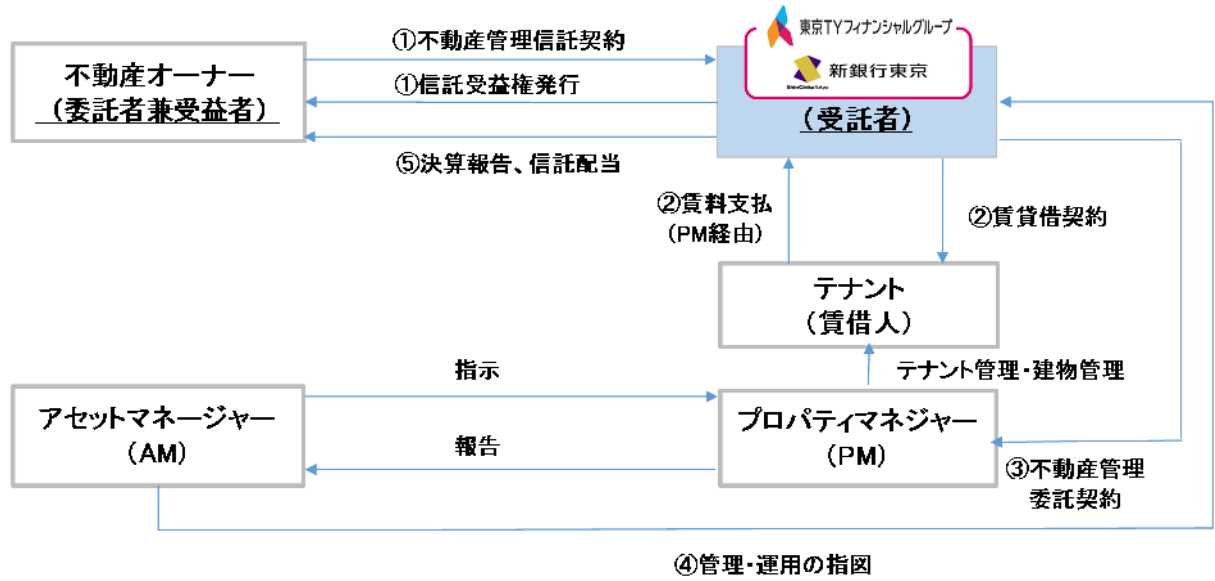 東京TYフィナンシャルグループ
新銀行東京
ShinGinkoTokyo
(受託者)
①不動産管理信託契約
不動産オーナー
(委託者兼受益者)
①信託受益権発行
⑤決算報告、信託配当
②賃料支払
(PM経由)
②賃貸借契約
テナント
(賃借人)
指示
テナント管理・建物管理
アセットマネージャー
(AM)
プロパティマネジャー
(PM)
報告
③不動産管理
委託契約
④管理・運用の指図